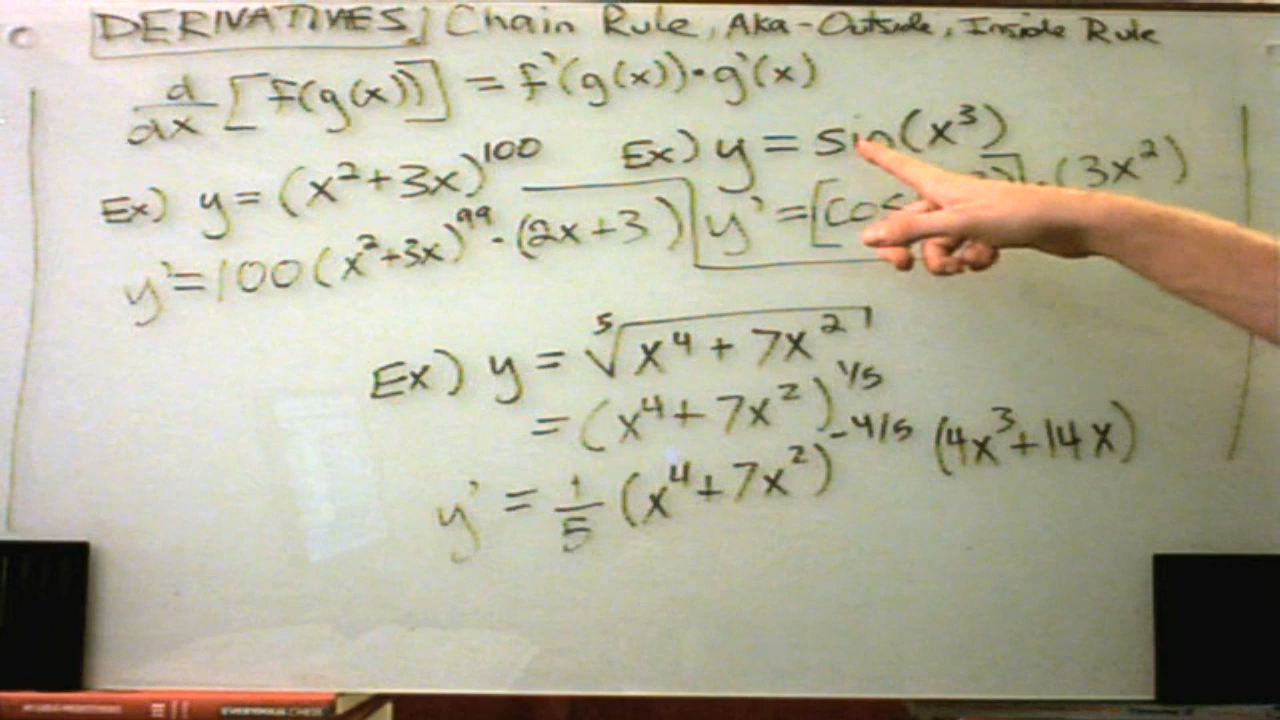 DERIVATIVES] Chain Rule, Aka-Outside, Inside Rule
d/dx [f(g(x))] = f'(g(x))·g'(x)
Ex) y = (x²+3x)¹⁰⁰
y' = 100(x²+3x)⁹⁹·(2x+3)
Ex) y = sin(x³)
y' = [cos ·(3x²)
Ex) y = ⁵√(x⁴ + 7x²)
= (x⁴+7x²)^1/5
y' = 1/5 (x⁴+7x²)^-4/5 (4x³+14x)